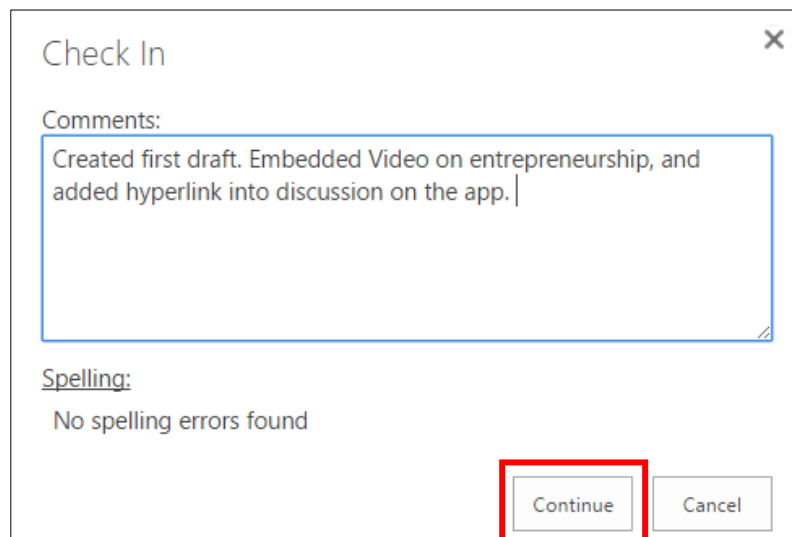 Check In
Comments:
Created first draft. Embedded Video on entrepreneurship, and
added hyperlink into discussion on the app.
Spelling:
No spelling errors found
Continue
Cancel